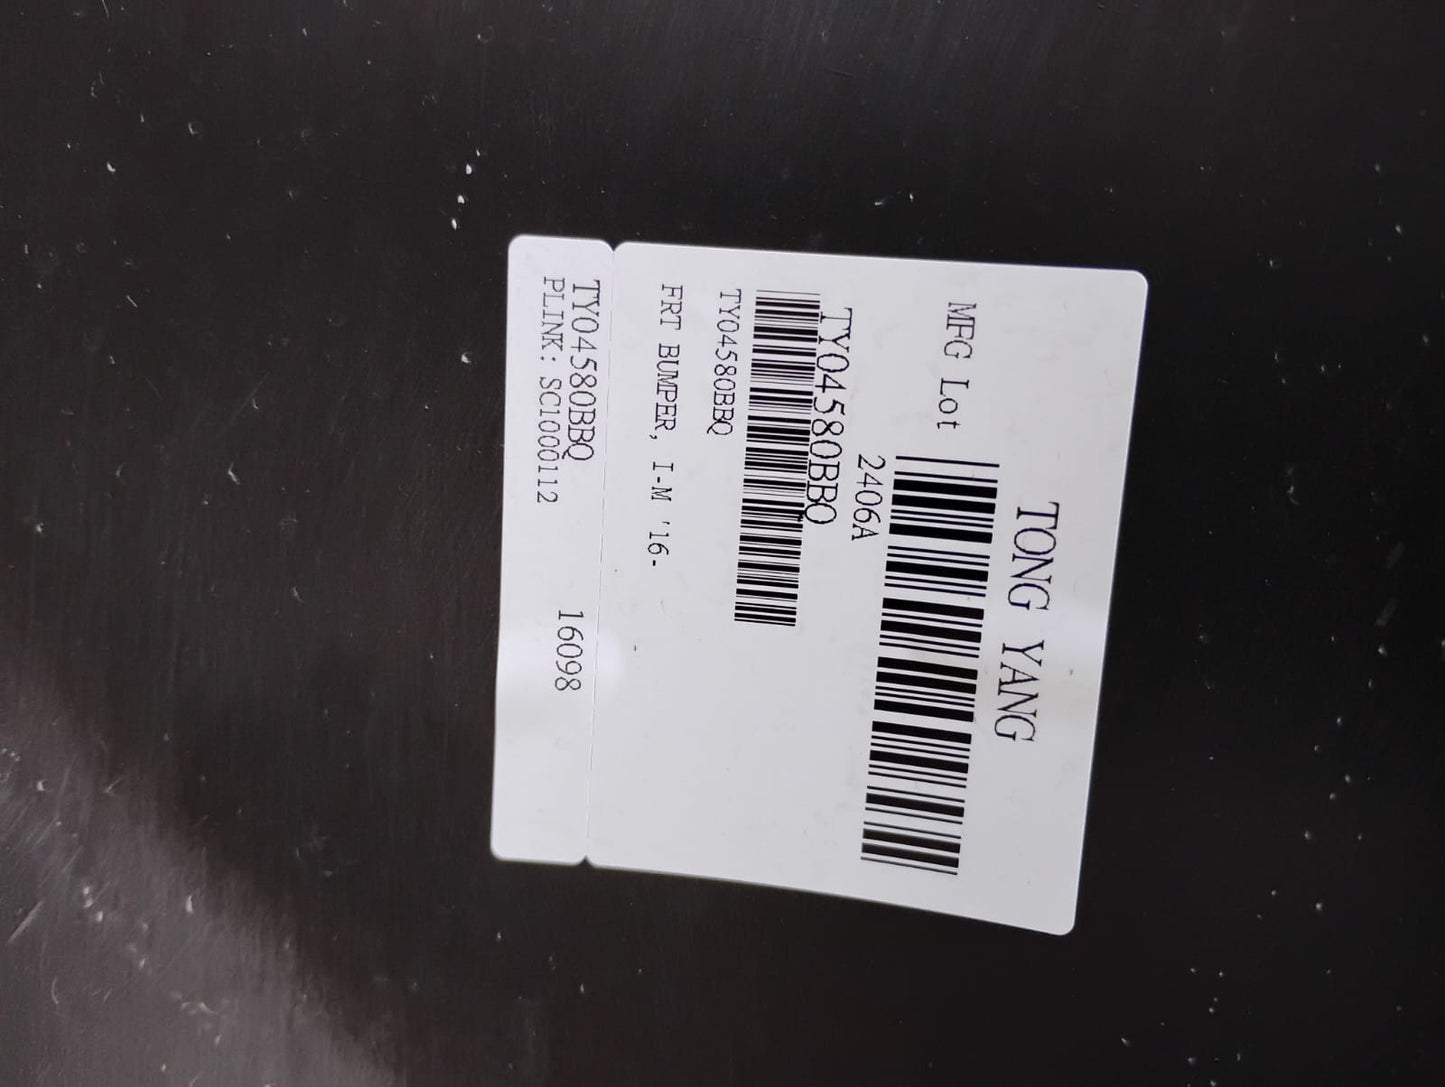 TONG YANG
MFG Lot
2406A
TY04580BBQ
TY04580BBQ
FRT BUMPER, I-M '16-
TY04580BBQ 16098
PLINK: SC1000112